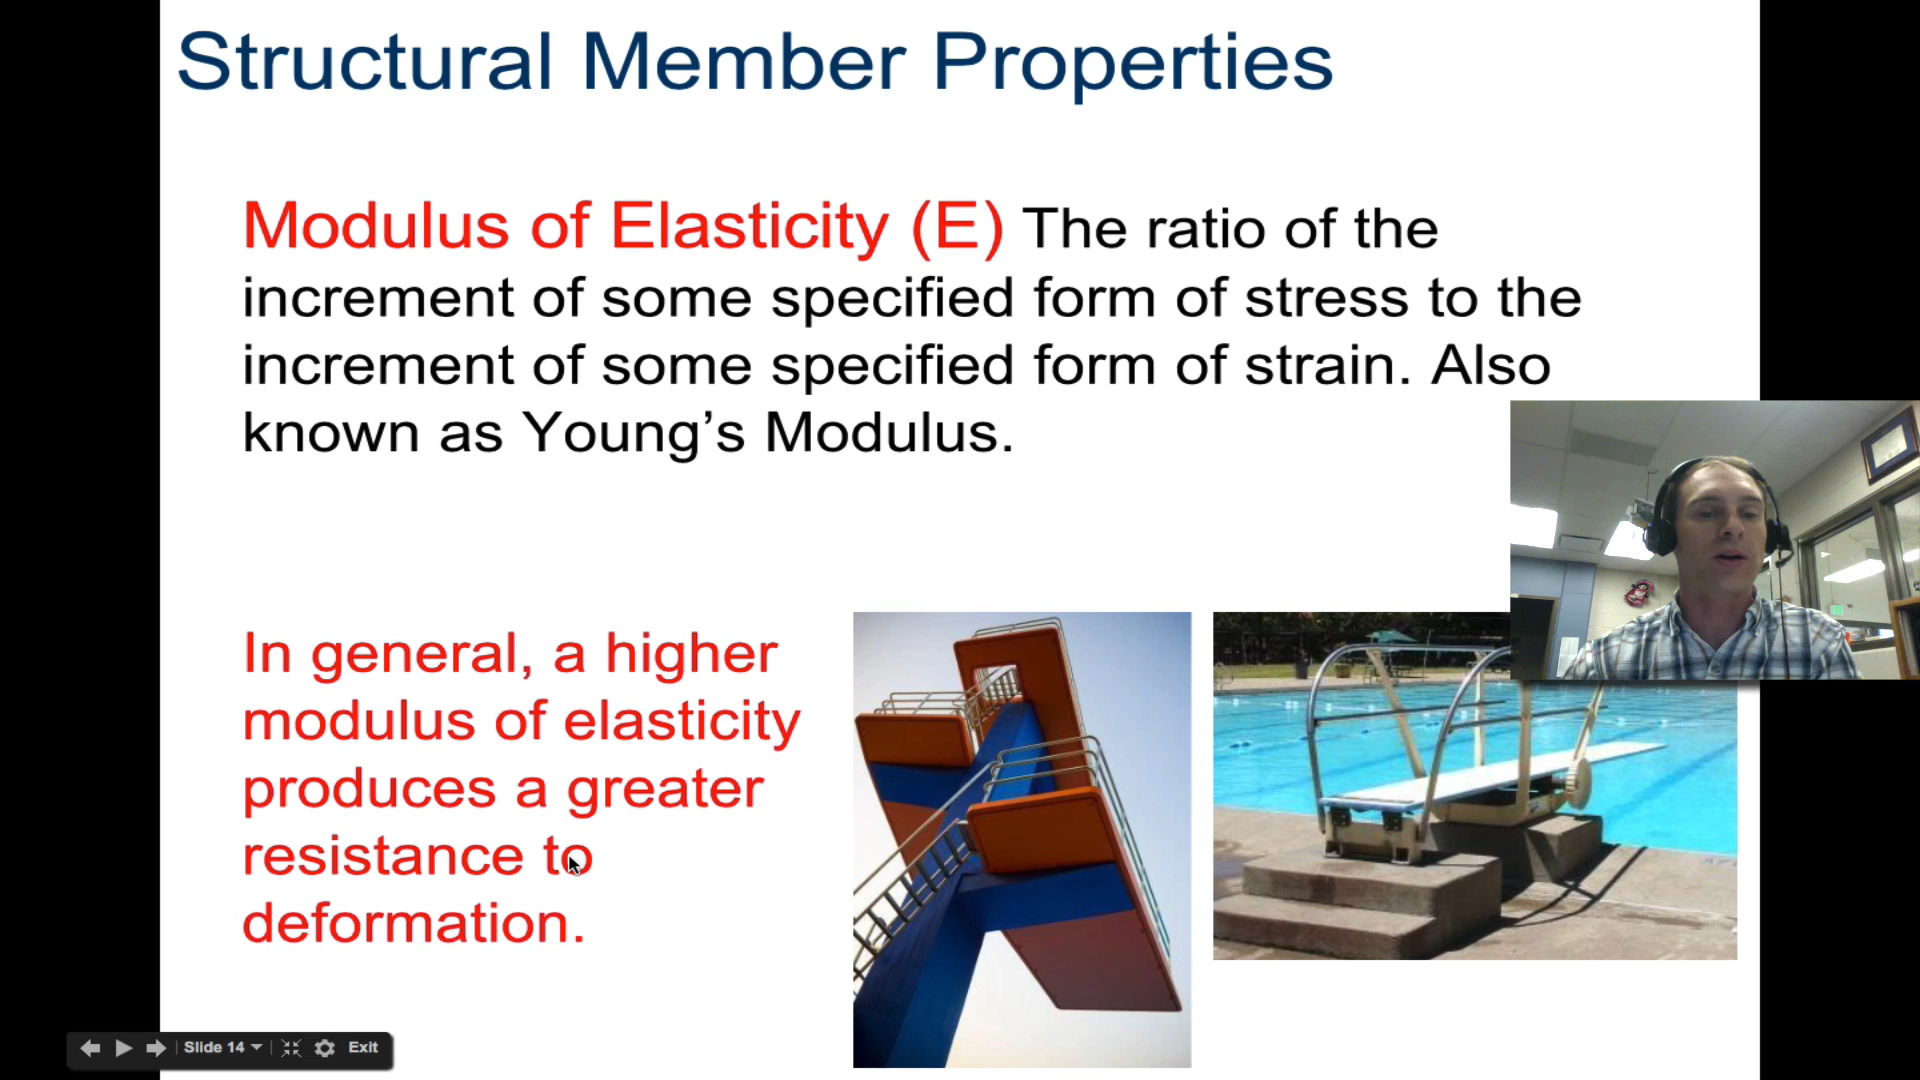 Structural Member Properties
Modulus of Elasticity (E) The ratio of the
increment of some specified form of stress to the
increment of some specified form of strain. Also
known as Young’s Modulus.
In general, a higher
modulus of elasticity
produces a greater
resistance to
deformation.
Slide 14 Exit